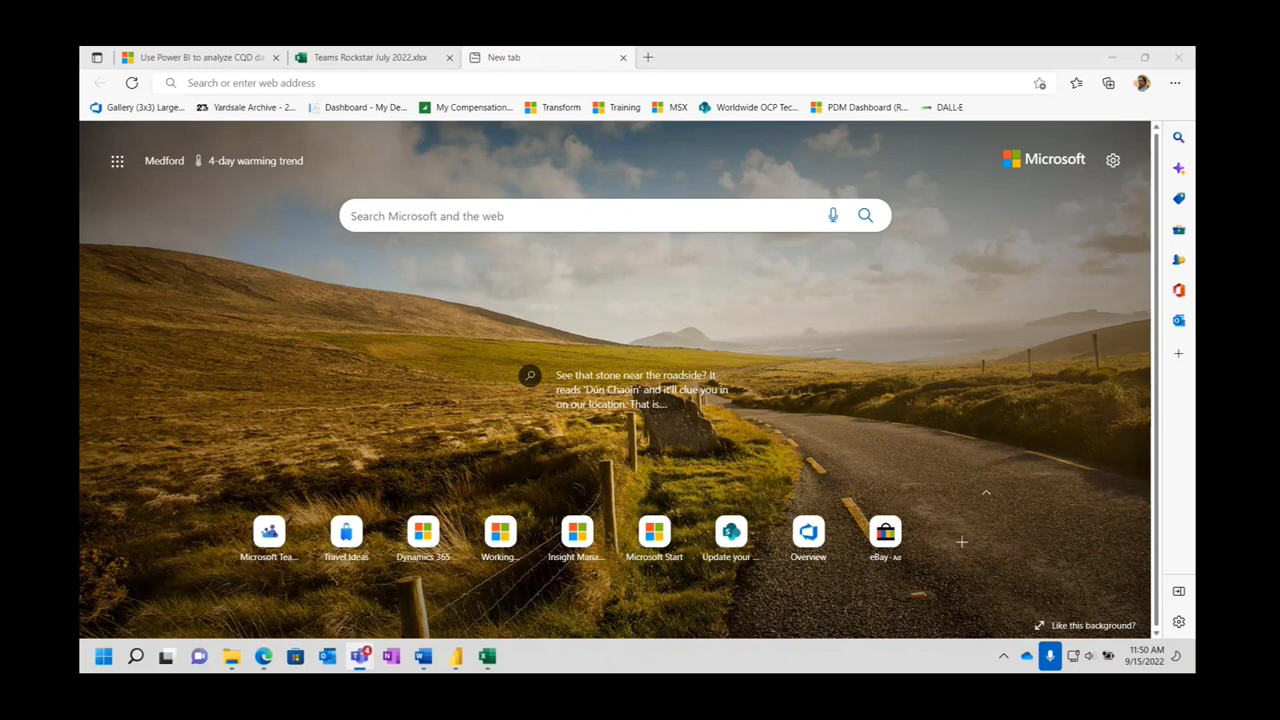 Use Power BI to analyze CQD da
Teams Rockstar July 2022.xlsx
New tab
Search or enter web address
Gallery (3x3) Large...
23 Yardsale Archive - 2...
Dashboard - My De...
My Compensation...
Transform
Training
MSX
Worldwide OCP Tec...
PDM Dashboard (R...
DALL·E
Medford
4-day warming trend
Microsoft
Search Microsoft and the web
See that stone near the roadside? It
reads 'Dún Chaoin' and it'll clue you in
on our location. That is...
Microsoft Tea...
Travel Ideas
Dynamics 365
Working...
Insight Mana...
Microsoft Start
Update your ...
Overview
eBay · Ad
Like this background?
4
11:50 AM
9/15/2022